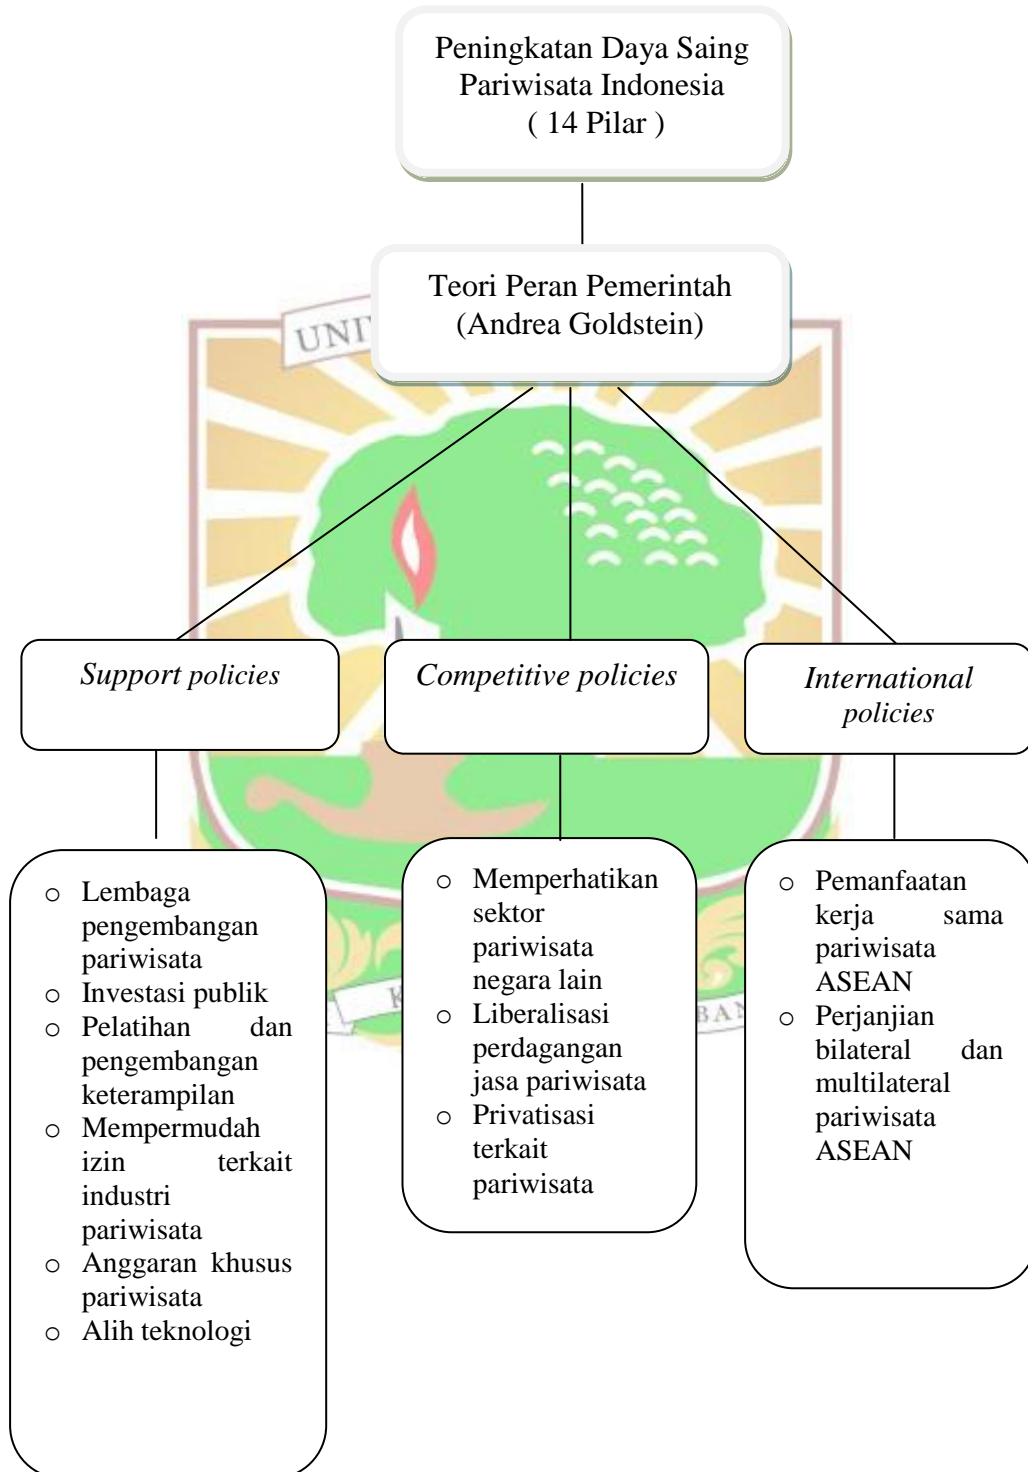 Peningkatan Daya Saing
Pariwisata Indonesia
( 14 Pilar )
Teori Peran Pemerintah
(Andrea Goldstein)
UNI
Support policies
Competitive policies
International
policies
o Lembaga
pengembangan
pariwisata
o Investasi publik
o Pelatihan dan
pengembangan
keterampilan
o Mempermudah
izin terkait
industri
pariwisata
o Anggaran khusus
pariwisata
o Alih teknologi
o Memperhatikan
sektor
pariwisata
negara lain
o Liberalisasi
perdagangan
jasa pariwisata
o Privatisasi
terkait
pariwisata
o Pemanfaatan
kerja sama
pariwisata
ASEAN
o Perjanjian
bilateral dan
multilateral
pariwisata
ASEAN
K
BAN